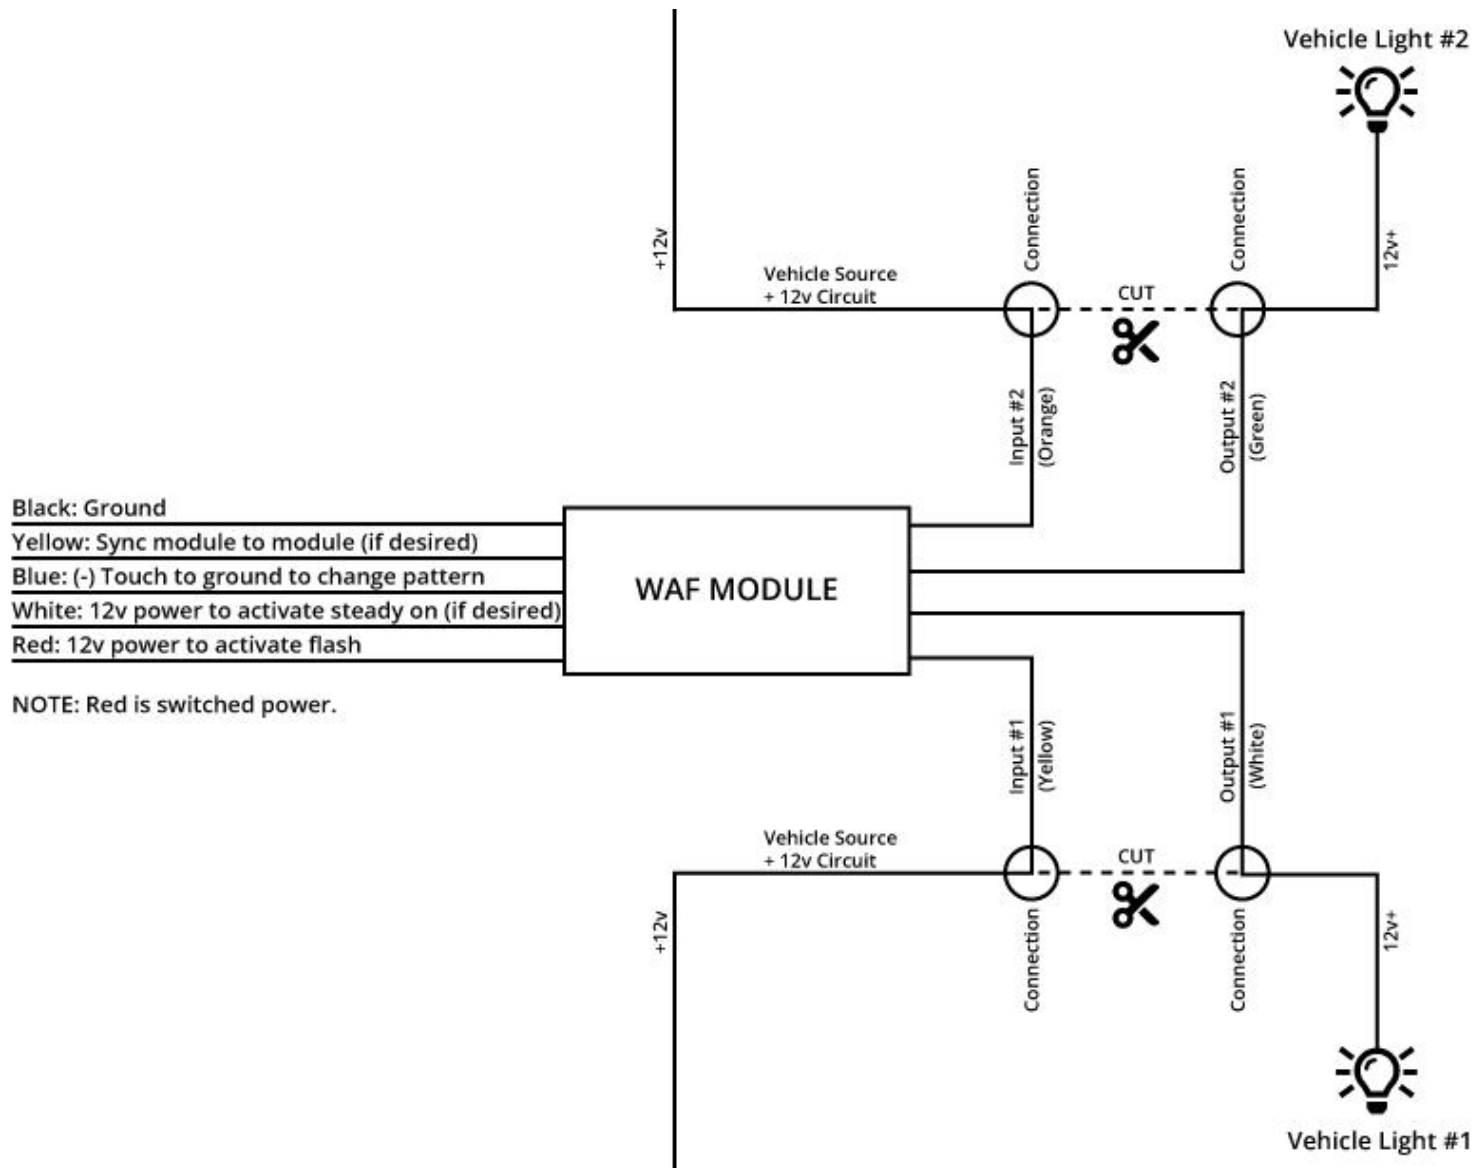 Vehicle Light #2
Connection
Connection
+12v
12v+
Vehicle Source
+ 12v Circuit
CUT
Input #2
(Orange)
Output #2
(Green)
Black: Ground
Yellow: Sync module to module (if desired)
Blue: (-) Touch to ground to change pattern
White: 12v power to activate steady on (if desired)
Red: 12v power to activate flash
WAF MODULE
NOTE: Red is switched power.
Input #1
(Yellow)
Output #1
(White)
Vehicle Source
+ 12v Circuit
CUT
+12v
12v+
Connection
Connection
Vehicle Light #1